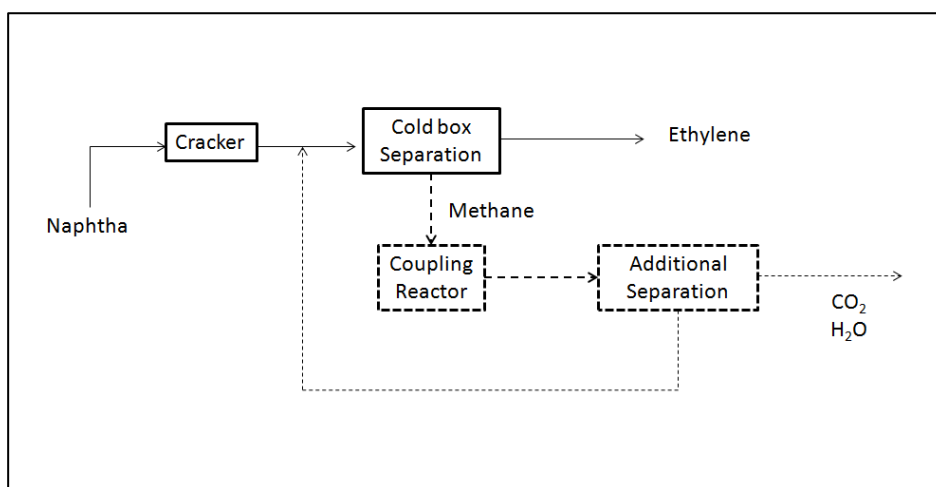 Cracker
Cold box
Separation
Ethylene
Naphtha
Methane
Coupling
Reactor
Additional
Separation
CO₂
H₂O